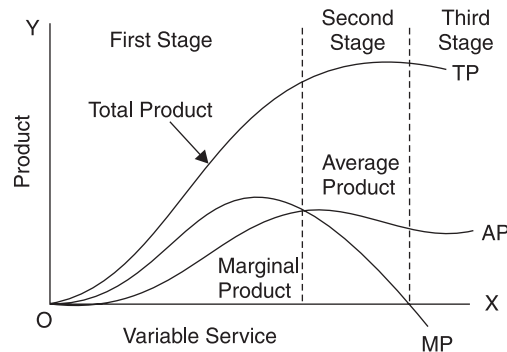 Y
First Stage
Second
Stage
Third
Stage
TP
Total Product
Product
Average
Product
AP
Marginal
Product
X
O
Variable Service
MP